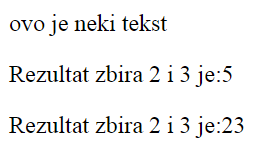 ovo je neki tekst
Rezultat zbira 2 i 3 je:5
Rezultat zbira 2 i 3 je:23